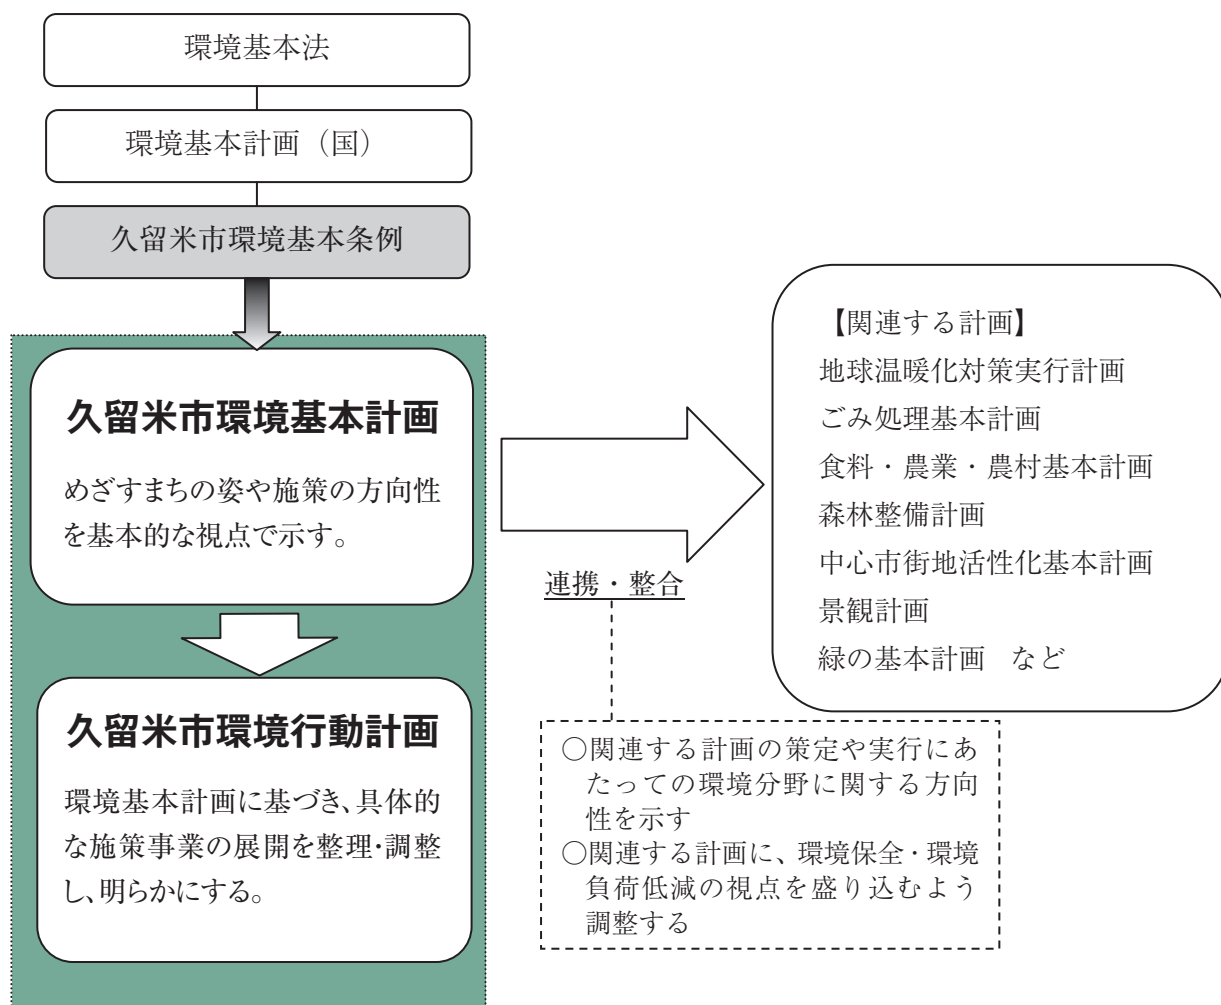 環境基本法
環境基本計画（国）
久留米市環境基本条例
久留米市環境基本計画
めざすまちの姿や施策の方向性
を基本的な視点で示す。
久留米市環境行動計画
環境基本計画に基づき、具体的
な施策事業の展開を整理・調整
し、明らかにする。
連携・整合
【関連する計画】
地球温暖化対策実行計画
ごみ処理基本計画
食料・農業・農村基本計画
森林整備計画
中心市街地活性化基本計画
景観計画
緑の基本計画　など
○関連する計画の策定や実行にあ
たっての環境分野に関する方向
性を示す
○関連する計画に、環境保全・環境
負荷低減の視点を盛り込むよう
調整する